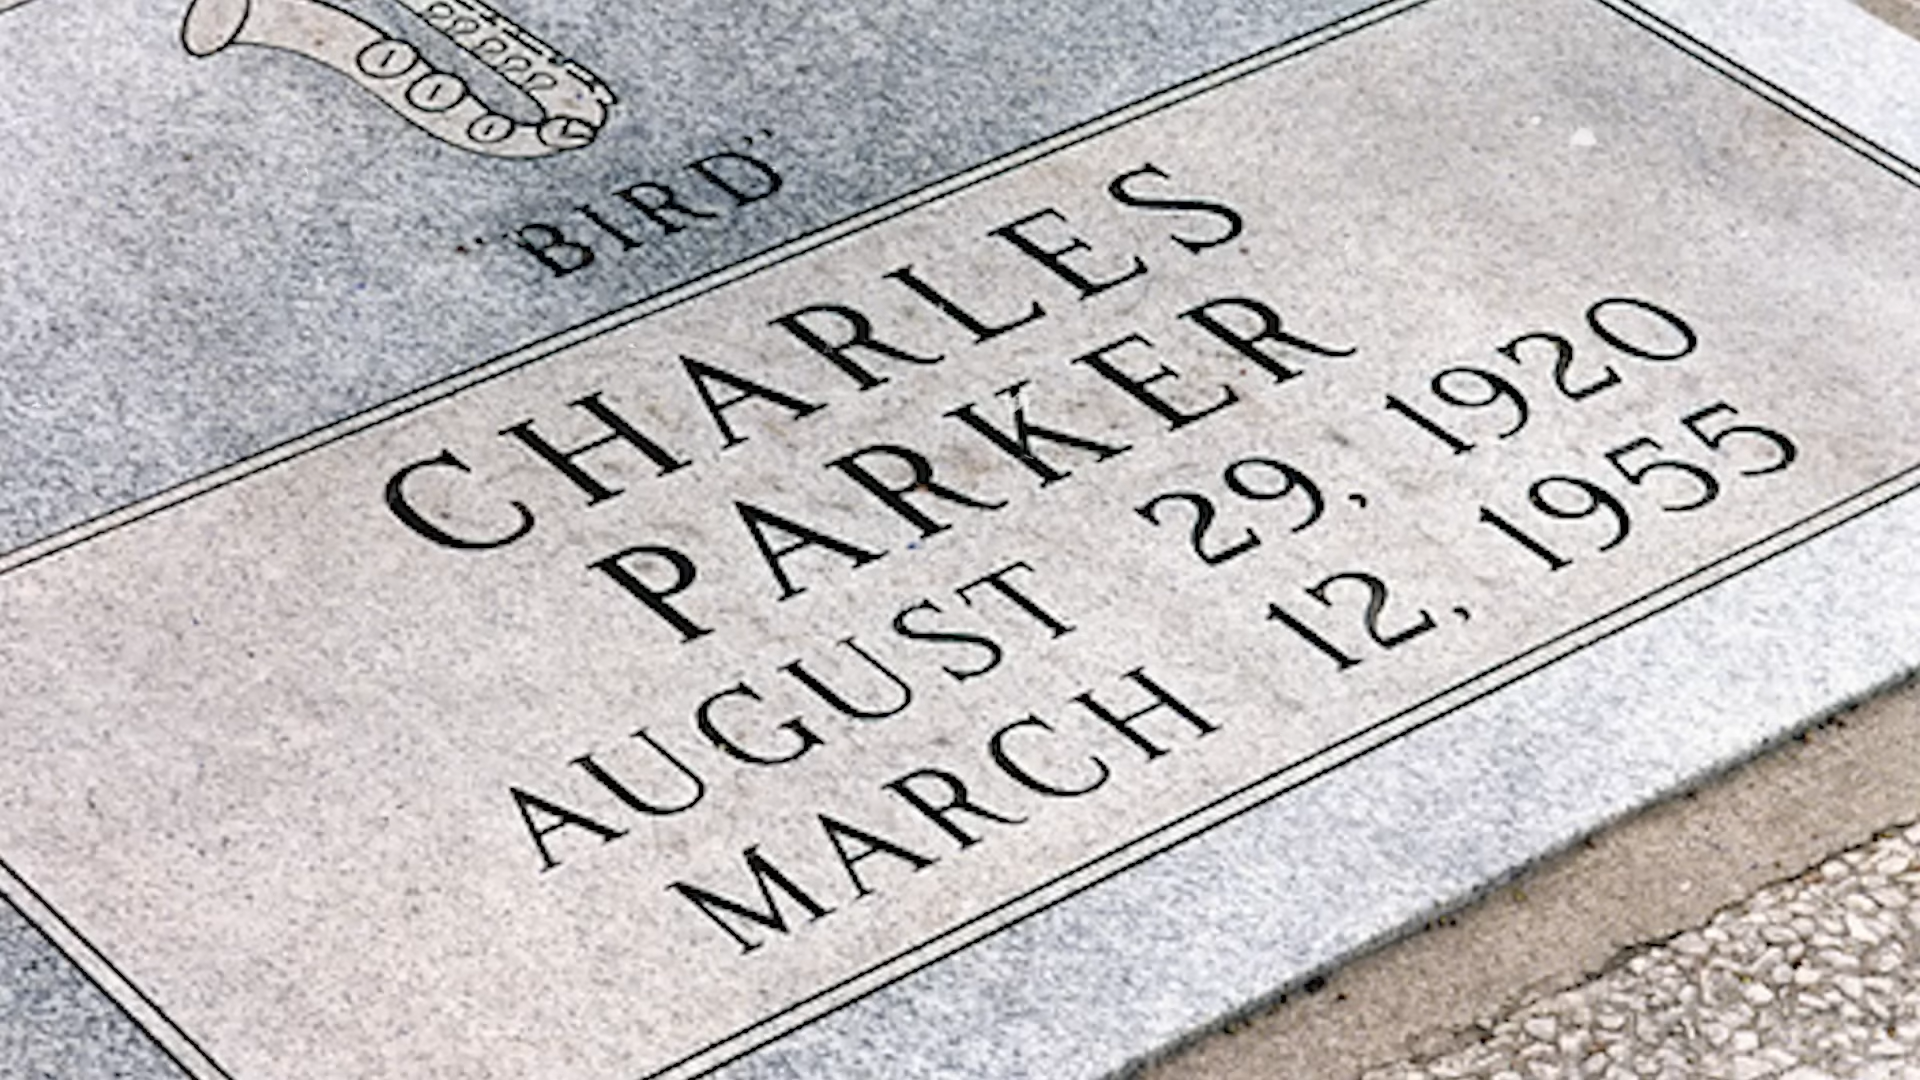 "BIRD"
CHARLES
PARKER
AUGUST 29, 1920
MARCH 12, 1955